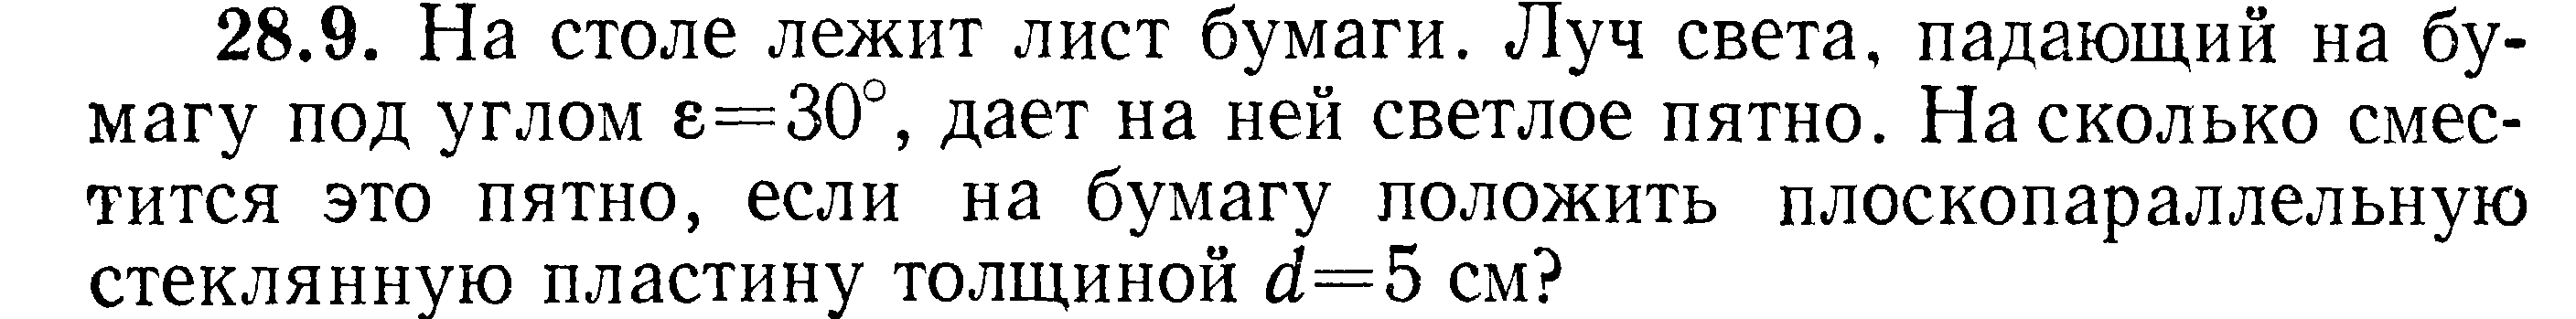 28.9. На столе лежит лист бумаги. Луч света, падающий на бу-
магу под углом ε=30°, дает на ней светлое пятно. На сколько смес-
тится это пятно, если на бумагу положить плоскопараллельную
стеклянную пластину толщиной d=5 см?